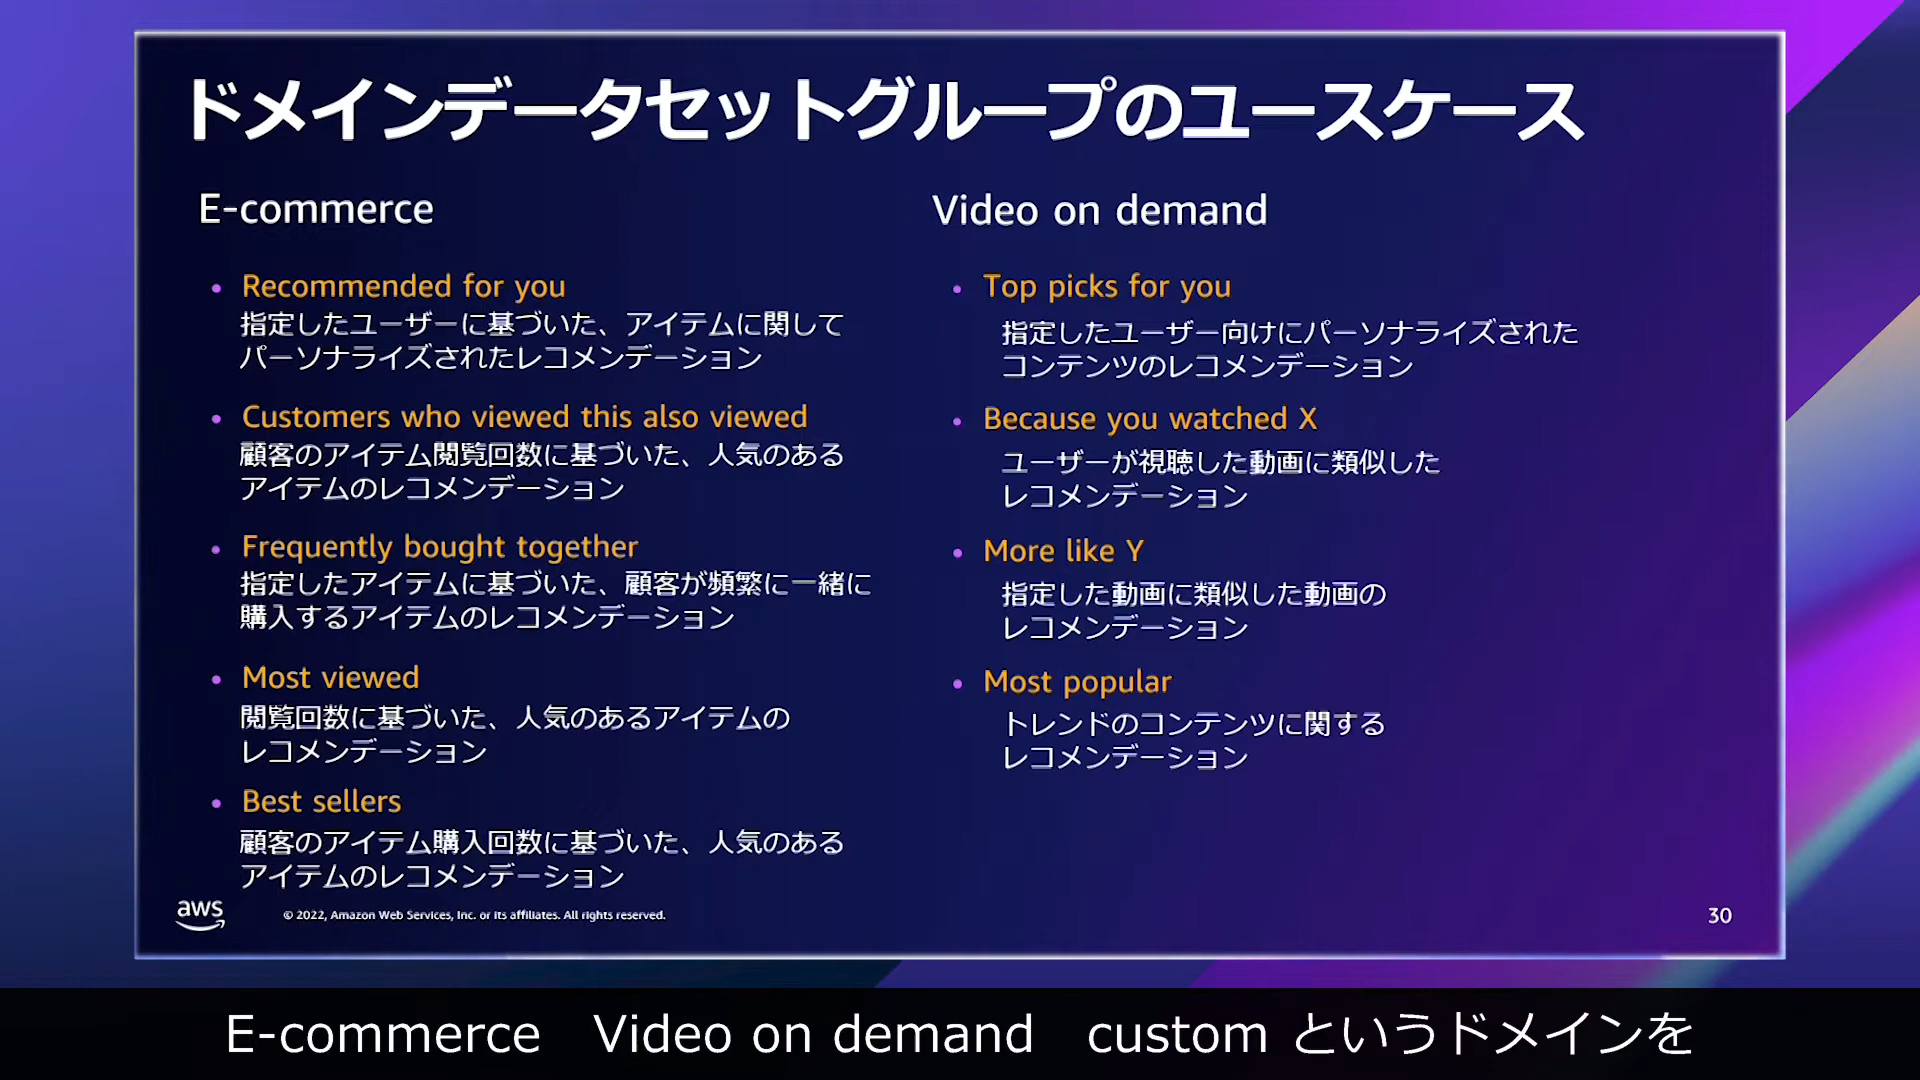 ドメインデータセットグループのユースケース
E-commerce
• Recommended for you
指定したユーザーに基づいた、アイテムに関して
パーソナライズされたレコメンデーション
• Customers who viewed this also viewed
顧客のアイテム閲覧回数に基づいた、人気のある
アイテムのレコメンデーション
• Frequently bought together
指定したアイテムに基づいた、顧客が頻繁に一緒に
購入するアイテムのレコメンデーション
• Most viewed
閲覧回数に基づいた、人気のあるアイテムの
レコメンデーション
• Best sellers
顧客のアイテム購入回数に基づいた、人気のある
アイテムのレコメンデーション
Video on demand
• Top picks for you
指定したユーザー向けにパーソナライズされた
コンテンツのレコメンデーション
• Because you watched X
ユーザーが視聴した動画に類似した
レコメンデーション
• More like Y
指定した動画に類似した動画の
レコメンデーション
• Most popular
トレンドのコンテンツに関する
レコメンデーション
aws
© 2022, Amazon Web Services, Inc. or its affiliates. All rights reserved.
30
E-commerce Video on demand custom というドメインを